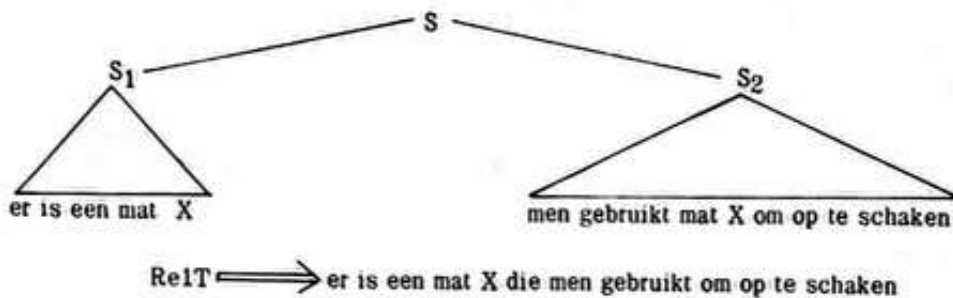 S
S1 S2
er is een mat X men gebruikt mat X om op te schaken
RelT ⟹ er is een mat X die men gebruikt om op te schaken